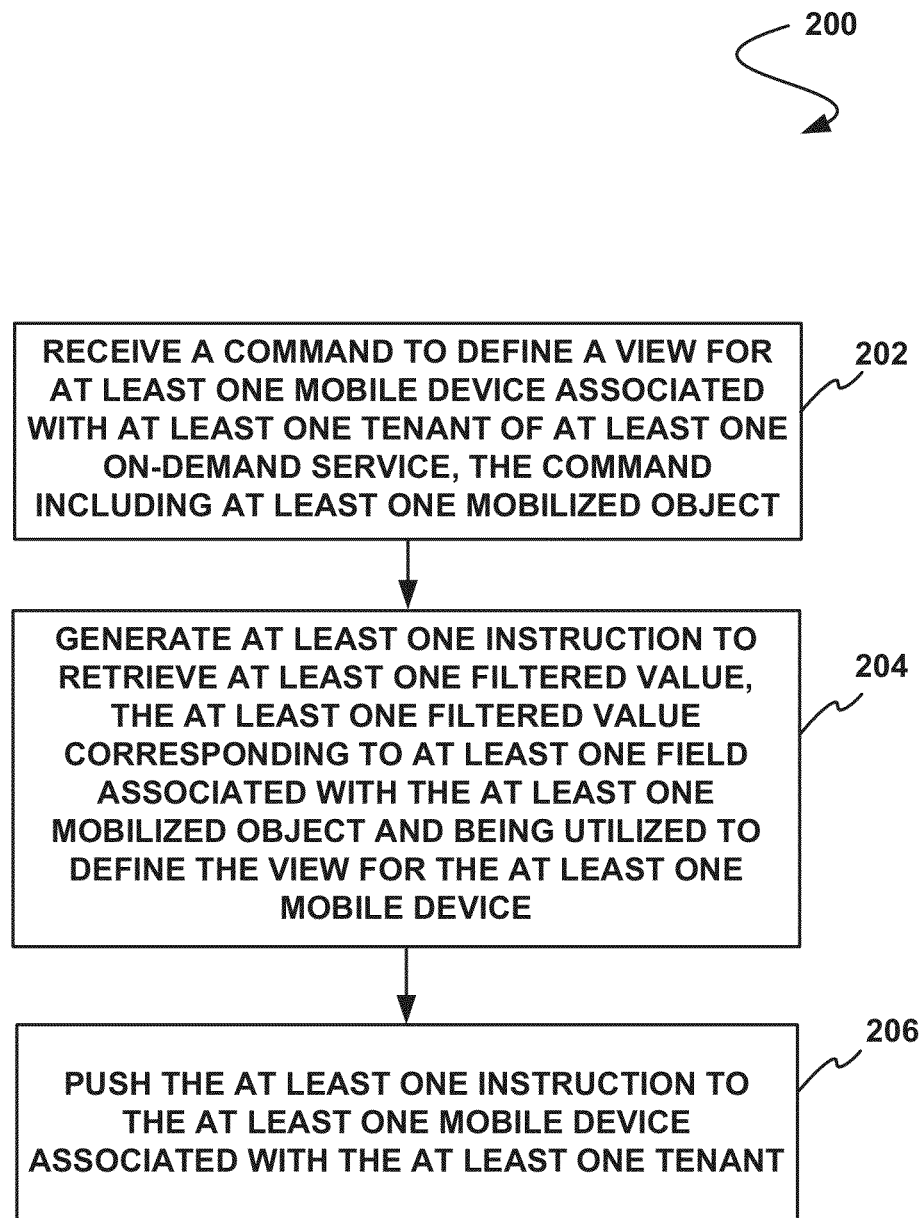 200
RECEIVE A COMMAND TO DEFINE A VIEW FOR
AT LEAST ONE MOBILE DEVICE ASSOCIATED
WITH AT LEAST ONE TENANT OF AT LEAST ONE
ON-DEMAND SERVICE, THE COMMAND
INCLUDING AT LEAST ONE MOBILIZED OBJECT
202
GENERATE AT LEAST ONE INSTRUCTION TO
RETRIEVE AT LEAST ONE FILTERED VALUE,
THE AT LEAST ONE FILTERED VALUE
CORRESPONDING TO AT LEAST ONE FIELD
ASSOCIATED WITH THE AT LEAST ONE
MOBILIZED OBJECT AND BEING UTILIZED TO
DEFINE THE VIEW FOR THE AT LEAST ONE
MOBILE DEVICE
204
PUSH THE AT LEAST ONE INSTRUCTION TO
THE AT LEAST ONE MOBILE DEVICE
ASSOCIATED WITH THE AT LEAST ONE TENANT
206